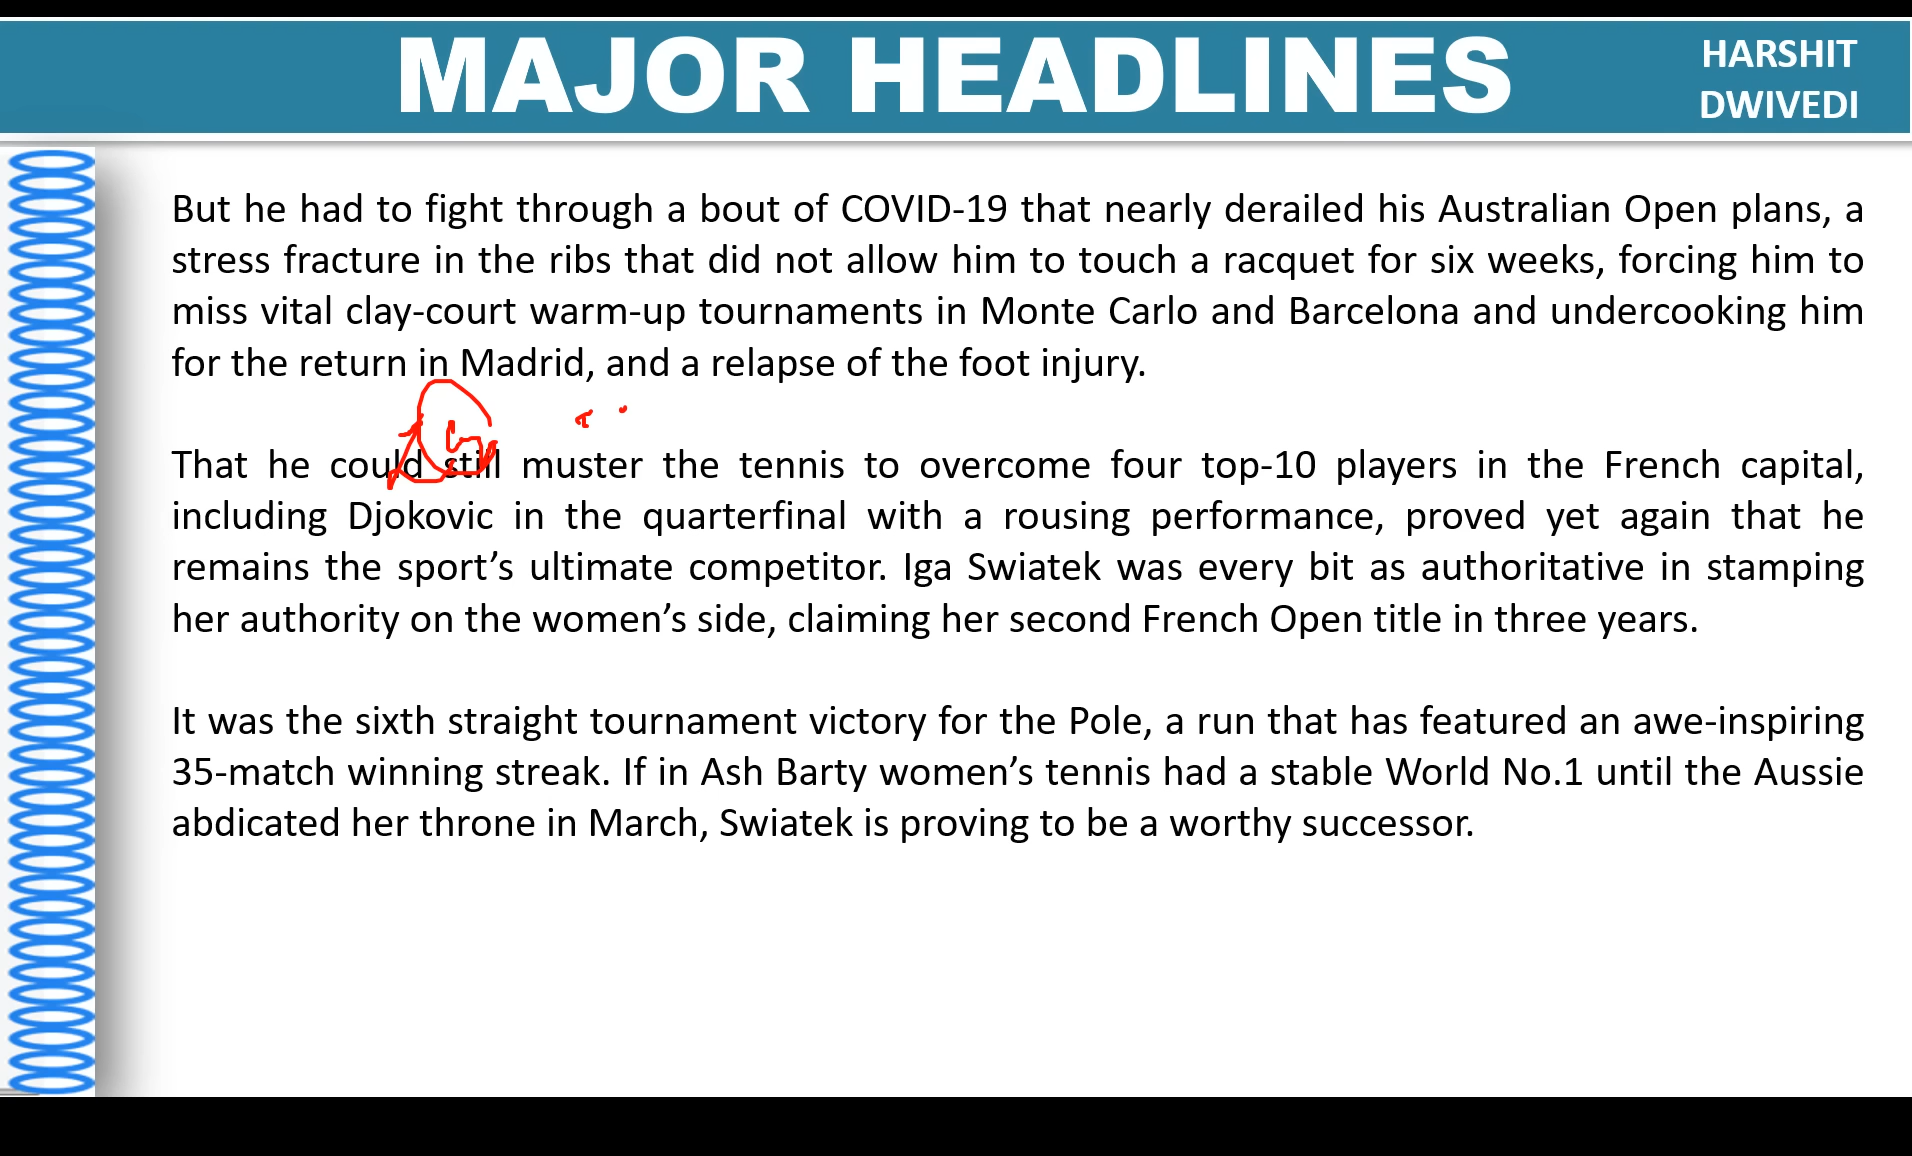 MAJOR HEADLINES
HARSHIT
DWIVEDI
But he had to fight through a bout of COVID-19 that nearly derailed his Australian Open plans, a
stress fracture in the ribs that did not allow him to touch a racquet for six weeks, forcing him to
miss vital clay-court warm-up tournaments in Monte Carlo and Barcelona and undercooking him
for the return in Madrid, and a relapse of the foot injury.
That he could still muster the tennis to overcome four top-10 players in the French capital,
including Djokovic in the quarterfinal with a rousing performance, proved yet again that he
remains the sport’s ultimate competitor. Iga Swiatek was every bit as authoritative in stamping
her authority on the women’s side, claiming her second French Open title in three years.
It was the sixth straight tournament victory for the Pole, a run that has featured an awe-inspiring
35-match winning streak. If in Ash Barty women’s tennis had a stable World No.1 until the Aussie
abdicated her throne in March, Swiatek is proving to be a worthy successor.